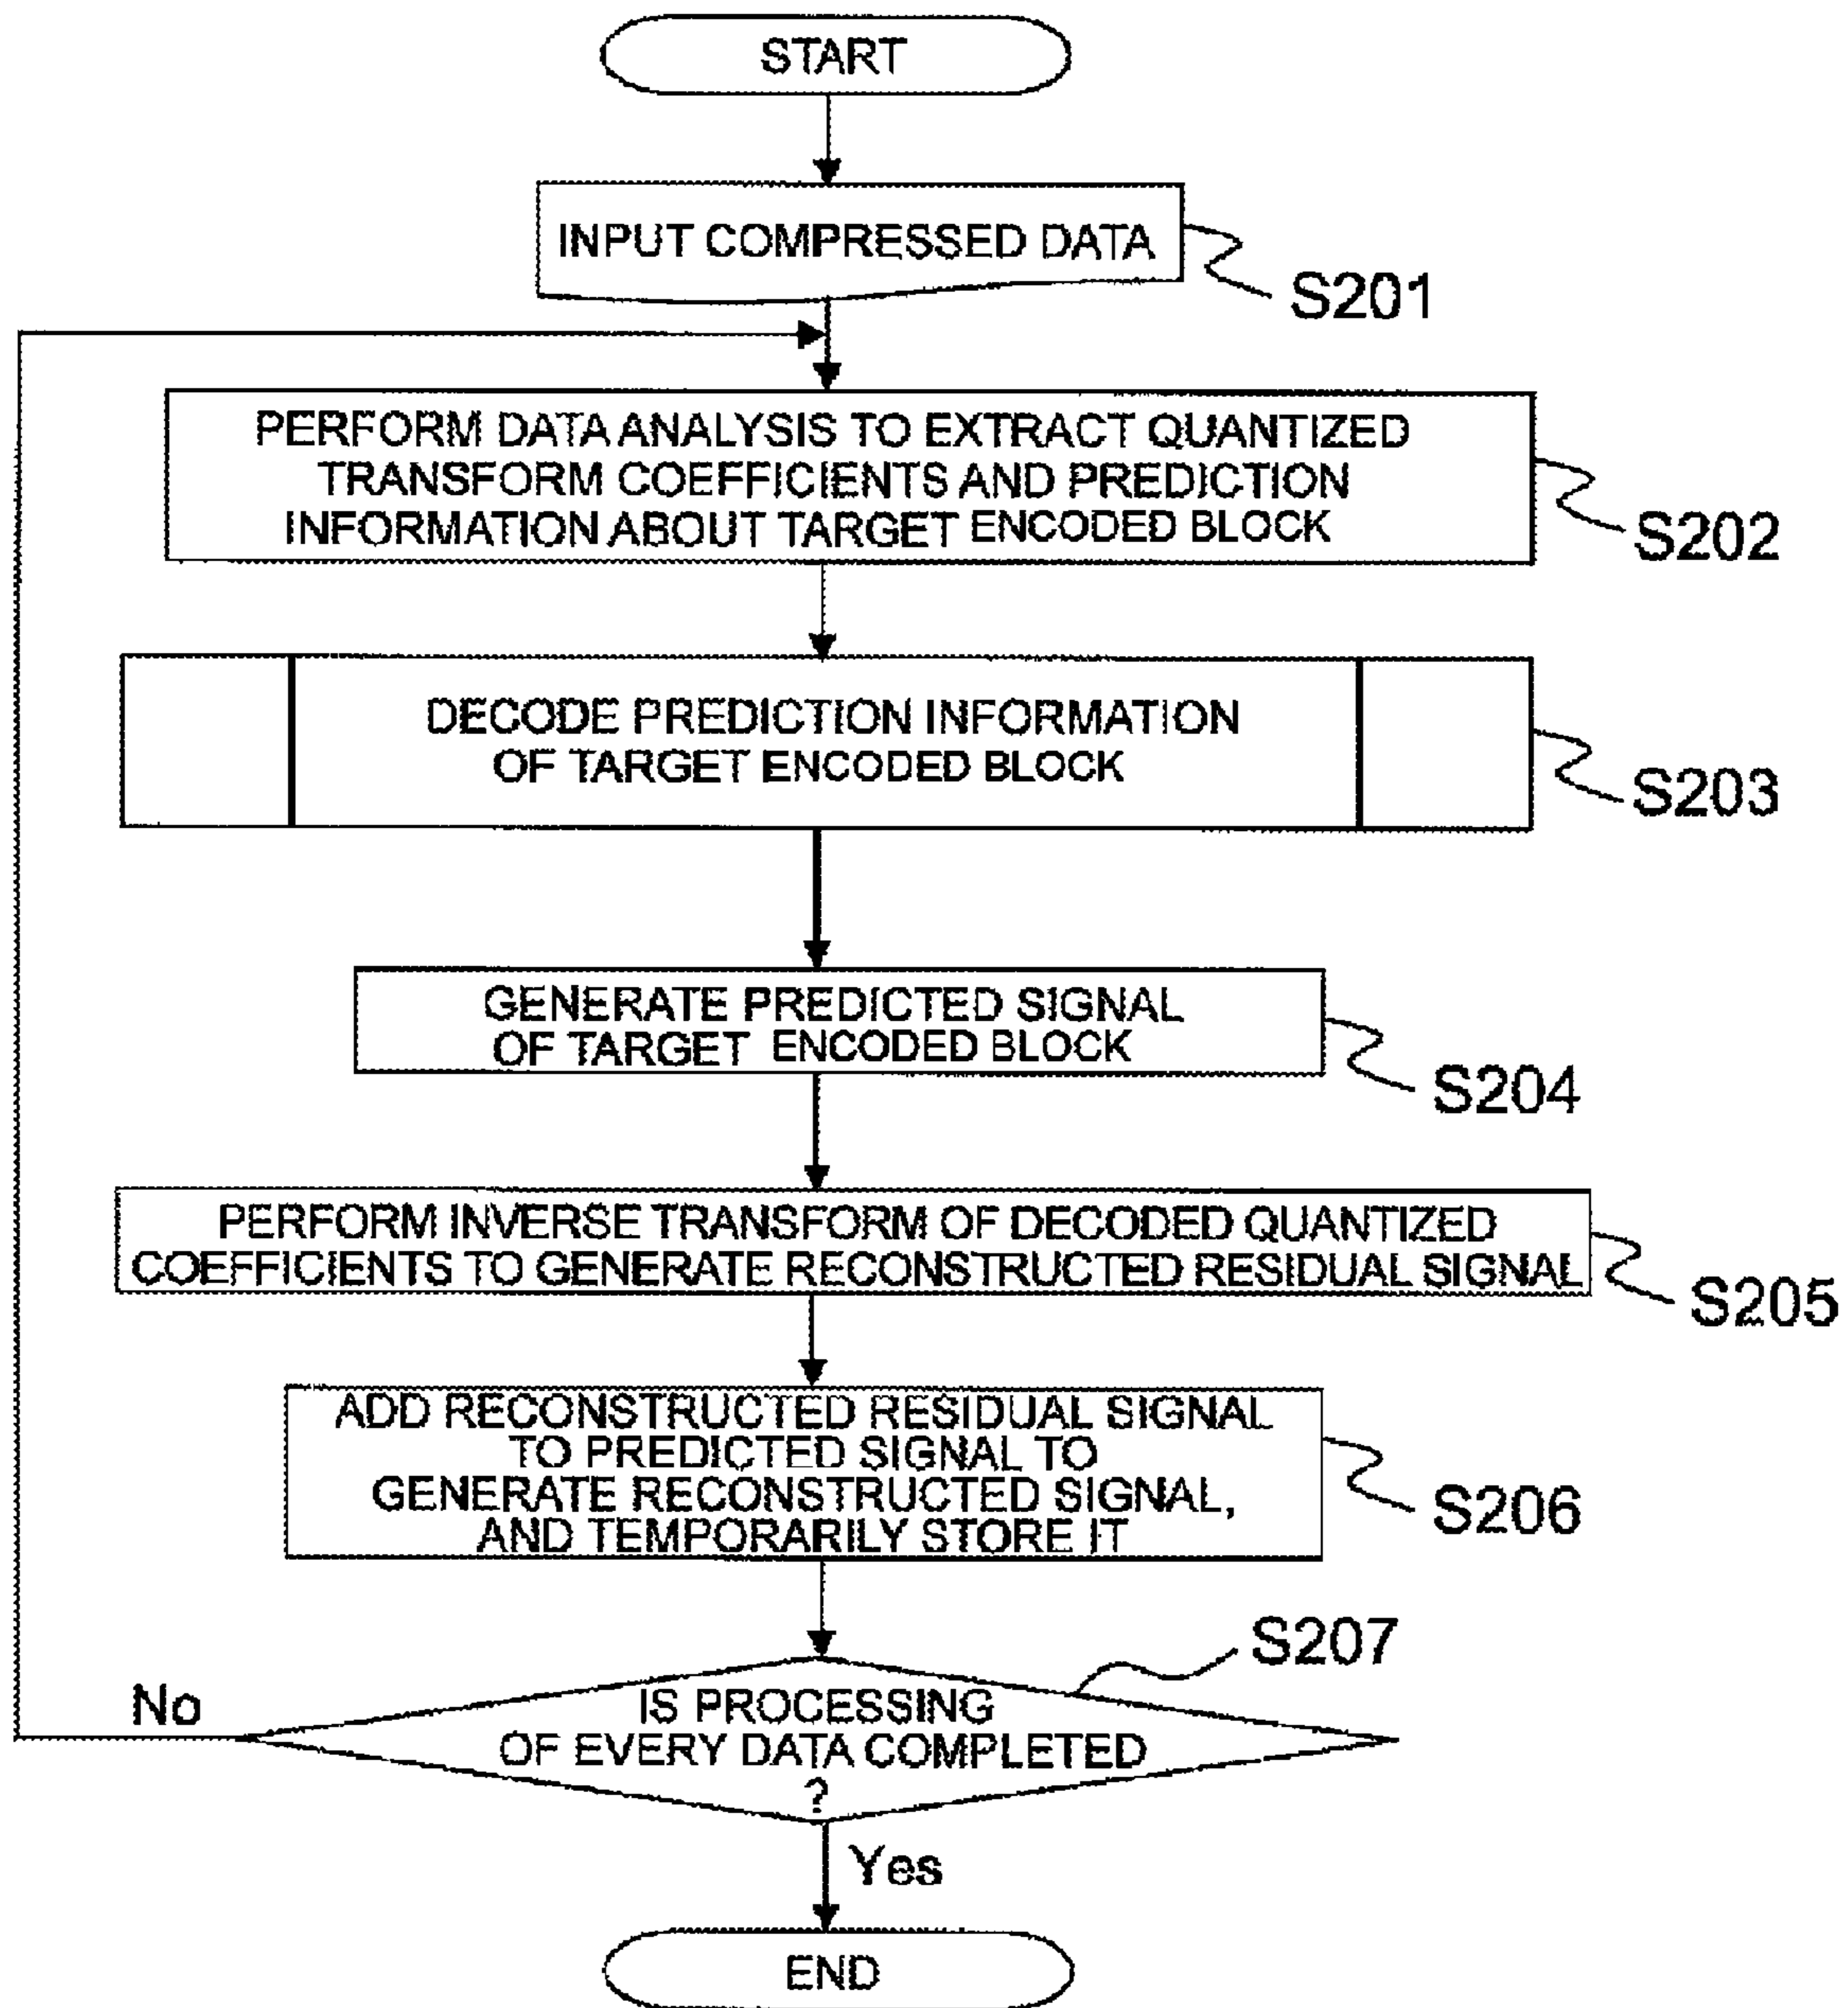 START
INPUT COMPRESSED DATA
S201
PERFORM DATA ANALYSIS TO EXTRACT QUANTIZED
TRANSFORM COEFFICIENTS AND PREDICTION
INFORMATION ABOUT TARGET ENCODED BLOCK
S202
DECODE PREDICTION INFORMATION
OF TARGET ENCODED BLOCK
S203
GENERATE PREDICTED SIGNAL
OF TARGET ENCODED BLOCK
S204
PERFORM INVERSE TRANSFORM OF DECODED QUANTIZED
COEFFICIENTS TO GENERATE RECONSTRUCTED RESIDUAL SIGNAL
S205
ADD RECONSTRUCTED RESIDUAL SIGNAL
TO PREDICTED SIGNAL TO
GENERATE RECONSTRUCTED SIGNAL,
AND TEMPORARILY STORE IT
S206
S207
No
IS PROCESSING
OF EVERY DATA COMPLETED
?
Yes
END